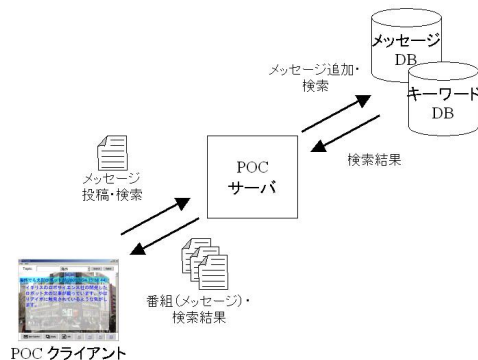 メッセージ
DB
キーワード
DB
メッセージ追加・
検索
検索結果
POC
サーバ
メッセージ
投稿・検索
番組(メッセージ)・
検索結果
POC クライアント